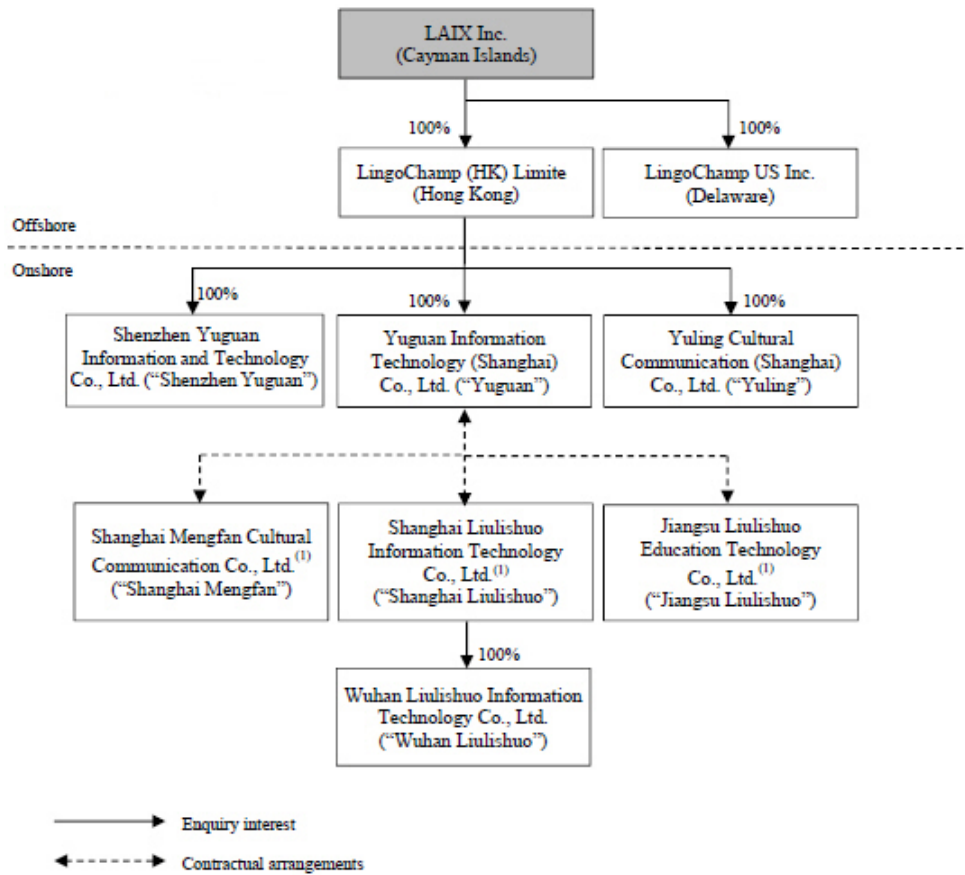 LAIX Inc.
(Cayman Islands)
100%
100%
LingoChamp (HK) Limite
(Hong Kong)
LingoChamp US Inc.
(Delaware)
Offshore
Onshore
100%
100%
100%
Shenzhen Yuguan
Information and Technology
Co., Ltd. (“Shenzhen Yuguan”)
Yuguan Information
Technology (Shanghai)
Co., Ltd. (“Yuguan”)
Yuling Cultural
Communication (Shanghai)
Co., Ltd. (“Yuling”)
Shanghai Mengfan Cultural
Communication Co., Ltd.(1)
(“Shanghai Mengfan”)
Shanghai Liulishuo
Information Technology
Co., Ltd.(1)
(“Shanghai Liulishuo”)
Jiangsu Liulishuo
Education Technology
Co., Ltd.(1)
(“Jiangsu Liulishuo”)
100%
Wuhan Liulishuo Information
Technology Co., Ltd.
(“Wuhan Liulishuo”)
Enquiry interest
Contractual arrangements